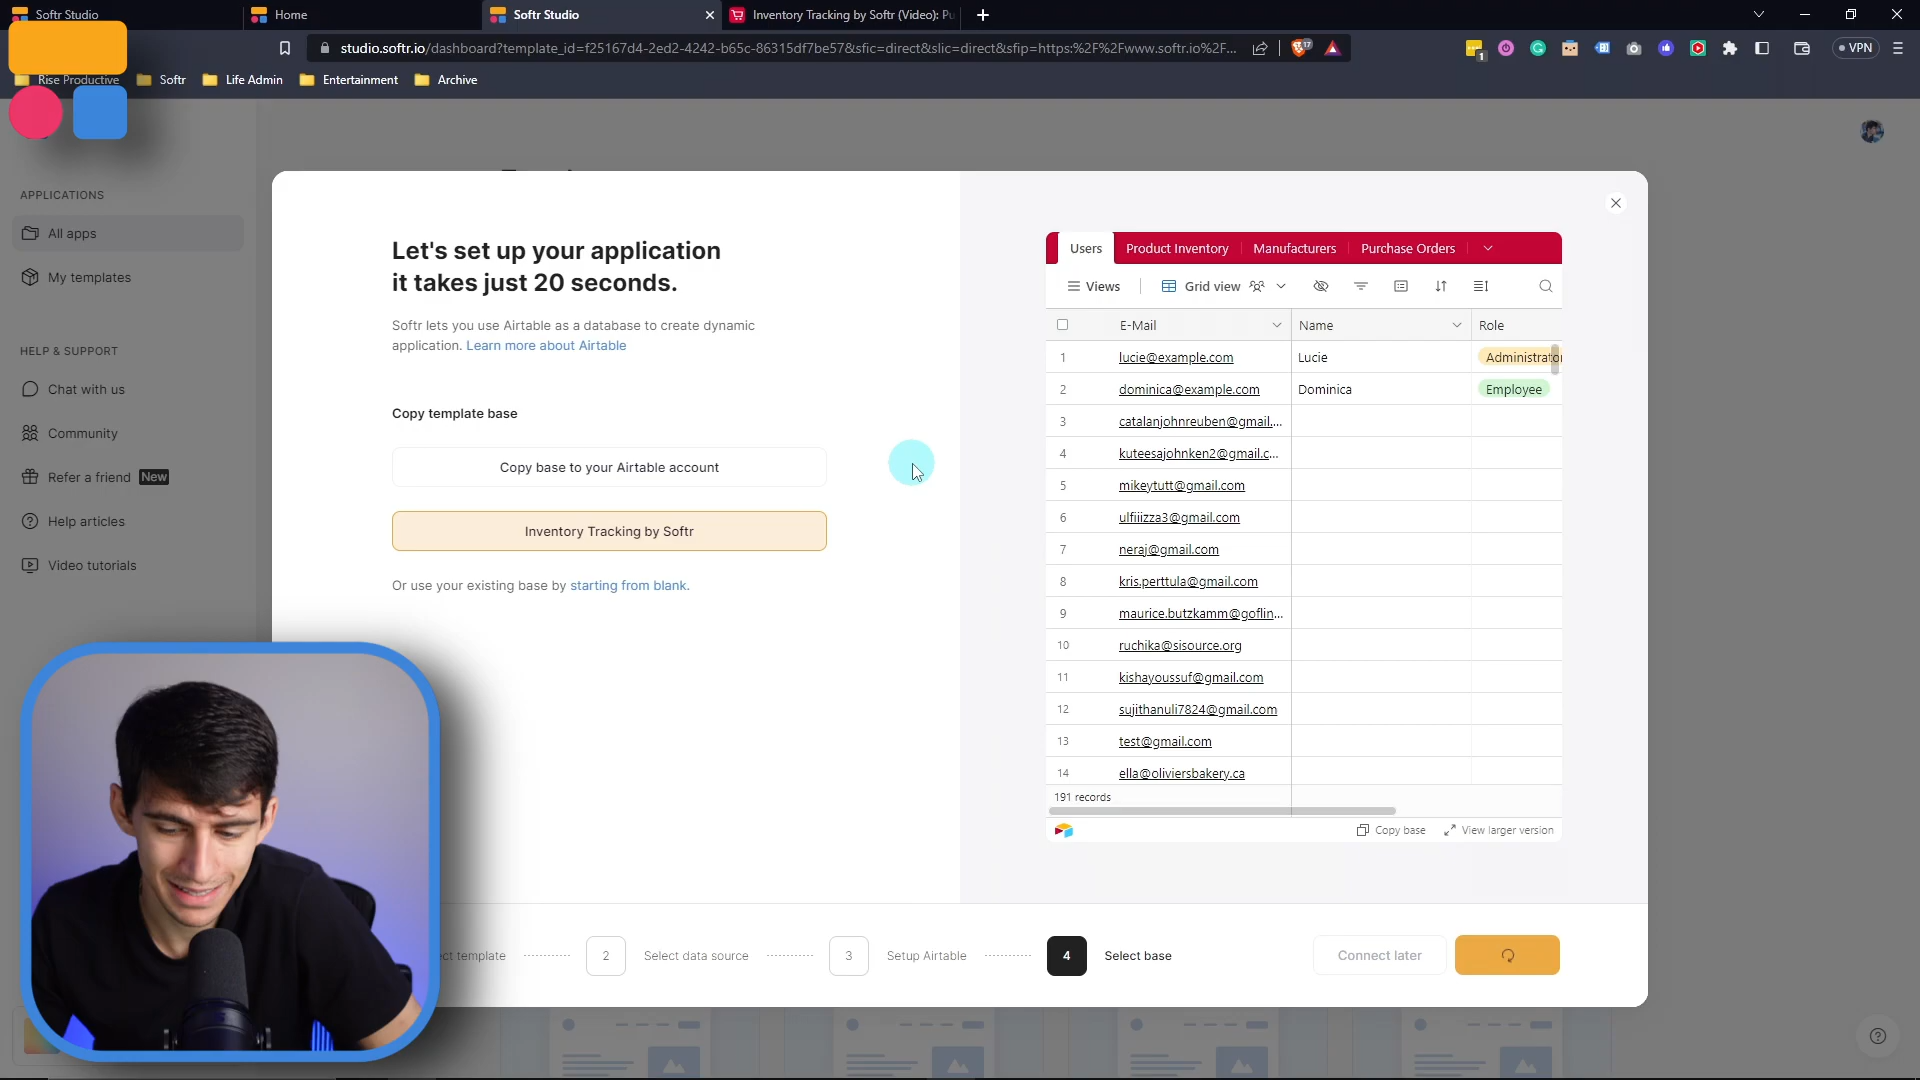 Softr Studio
Home
Softr Studio
Inventory Tracking by Softr (Video): Pu
studio.softr.io/dashboard?template_id=f25167d4-2ed2-4242-b65c-86315df7be57&sfic=direct&slic=direct&sfip=https:%2F%2Fwww.softr.io%2F...
17
1
VPN
Rise Productive
Softr
Life Admin
Entertainment
Archive
APPLICATIONS
All apps
My templates
HELP & SUPPORT
Chat with us
Community
Refer a friend New
Help articles
Video tutorials
Let's set up your application
it takes just 20 seconds.
Softr lets you use Airtable as a database to create dynamic
application. Learn more about Airtable
Copy template base
Copy base to your Airtable account
Inventory Tracking by Softr
Or use your existing base by starting from blank.
Users Product Inventory Manufacturers Purchase Orders
Views Grid view
E-Mail Name Role
1 lucie@example.com Lucie Administrator
2 dominica@example.com Dominica Employee
3 catalanjohnreuben@gmail....
4 kuteesajohnken2@gmail.c...
5 mikeytutt@gmail.com
6 ulfiiizza3@gmail.com
7 neraj@gmail.com
8 kris.perttula@gmail.com
9 maurice.butzkamm@goflin...
10 ruchika@sisource.org
11 kishayoussuf@gmail.com
12 sujithanuli7824@gmail.com
13 test@gmail.com
14 ella@oliviersbakery.ca
191 records
Copy base View larger version
ect template 2 Select data source 3 Setup Airtable 4 Select base Connect later